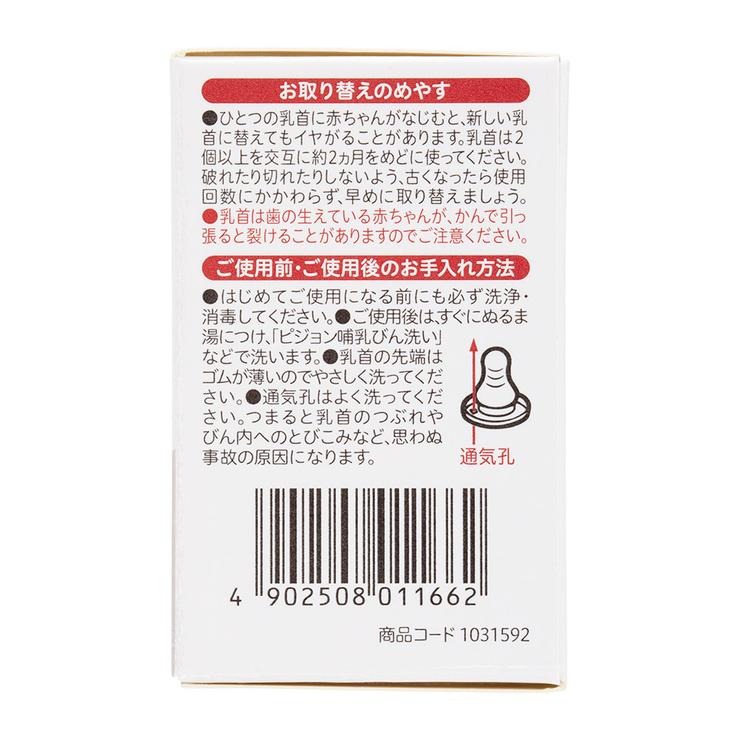 お取り替えのめやす
●ひとつの乳首に赤ちゃんがなじむと、新しい乳
首に替えてもイヤがることがあります。乳首は2
個以上を交互に約2ヵ月をめどに使ってください。
破れたり切れたりしないよう、古くなったら使用
回数にかかわらず、早めに取り替えましょう。
●乳首は歯の生えている赤ちゃんが、かんで引っ
張ると裂けることがありますのでご注意ください。
ご使用前・ご使用後のお手入れ方法
●はじめてご使用になる前にも必ず洗浄・
消毒してください。●ご使用後は、すぐにぬるま
湯につけ、「ピジョン哺乳びん洗い」
などで洗います。●乳首の先端は
ゴムが薄いのでやさしく洗ってくだ
さい。●通気孔はよく洗ってくだ
さい。つまると乳首のつぶれや
びん内へのとびこみなど、思わぬ
事故の原因になります。
通気孔
4 902508 011662
商品コード 1031592